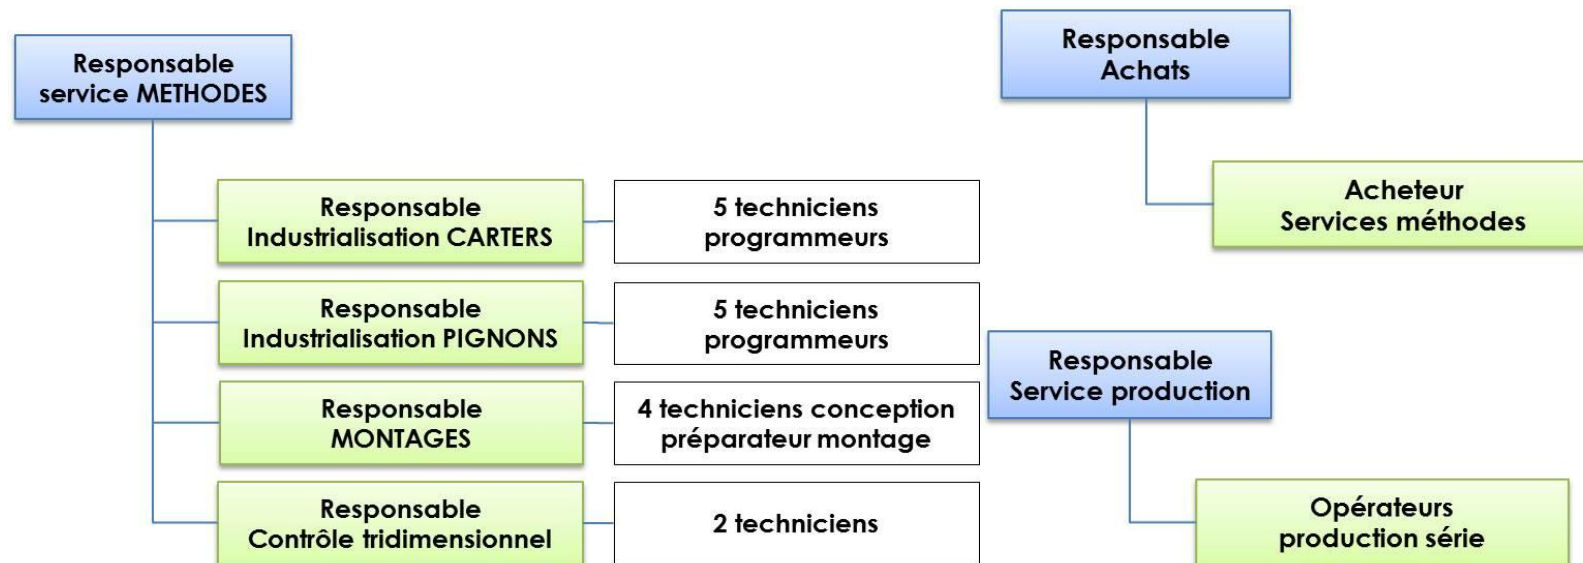 Responsable
service METHODES
Responsable
Industrialisation CARTERS
5 techniciens
programmeurs
Responsable
Industrialisation PIGNONS
5 techniciens
programmeurs
Responsable
MONTAGES
4 techniciens conception
préparateur montage
Responsable
Contrôle tridimensionnel
2 techniciens
Responsable
Achats
Acheteur
Services méthodes
Responsable
Service production
Opérateurs
production série